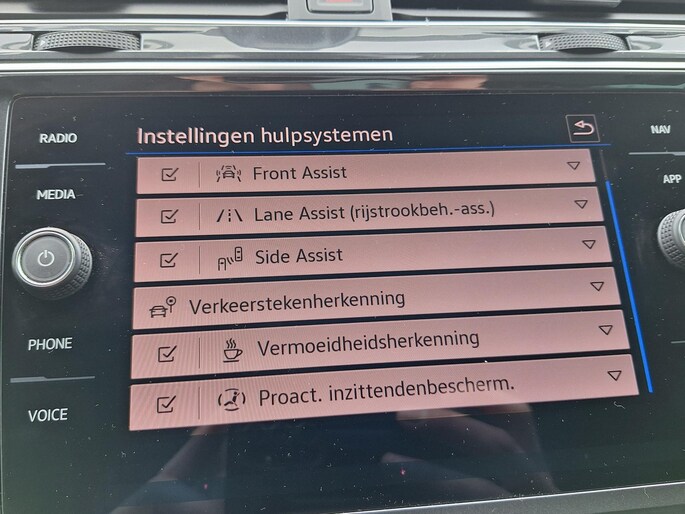 RADIO
MEDIA
PHONE
VOICE
Instellingen hulpsystemen
Front Assist
Lane Assist (rijstrookbeh.-ass.)
Side Assist
Verkeerstekenherkenning
Vermoeidheidsherkenning
Proact. inzittendenbescherm.
NAV
APP